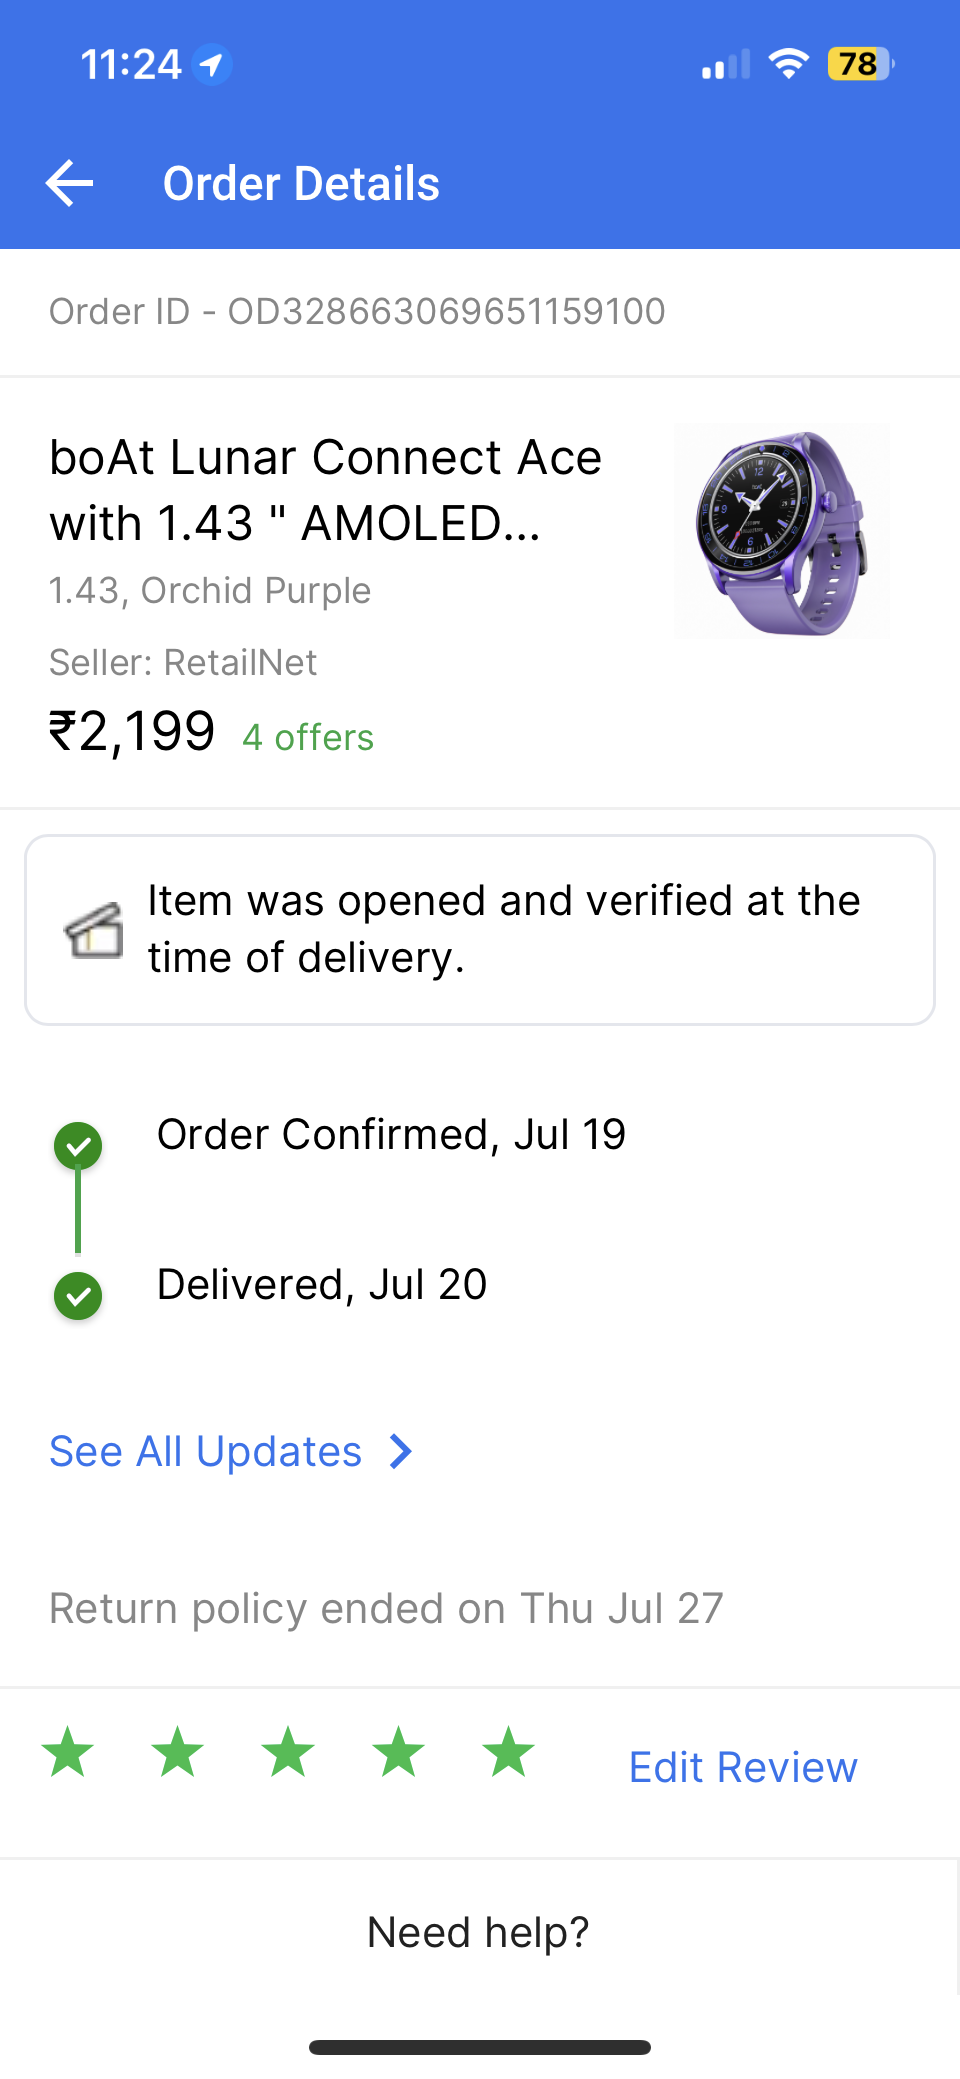 11:24
78
Order Details
Order ID - OD328663069651159100
boAt Lunar Connect Ace
with 1.43 " AMOLED...
1.43, Orchid Purple
Seller: RetailNet
₹2,199 4 offers
Item was opened and verified at the
time of delivery.
Order Confirmed, Jul 19
Delivered, Jul 20
See All Updates
Return policy ended on Thu Jul 27
Edit Review
Need help?